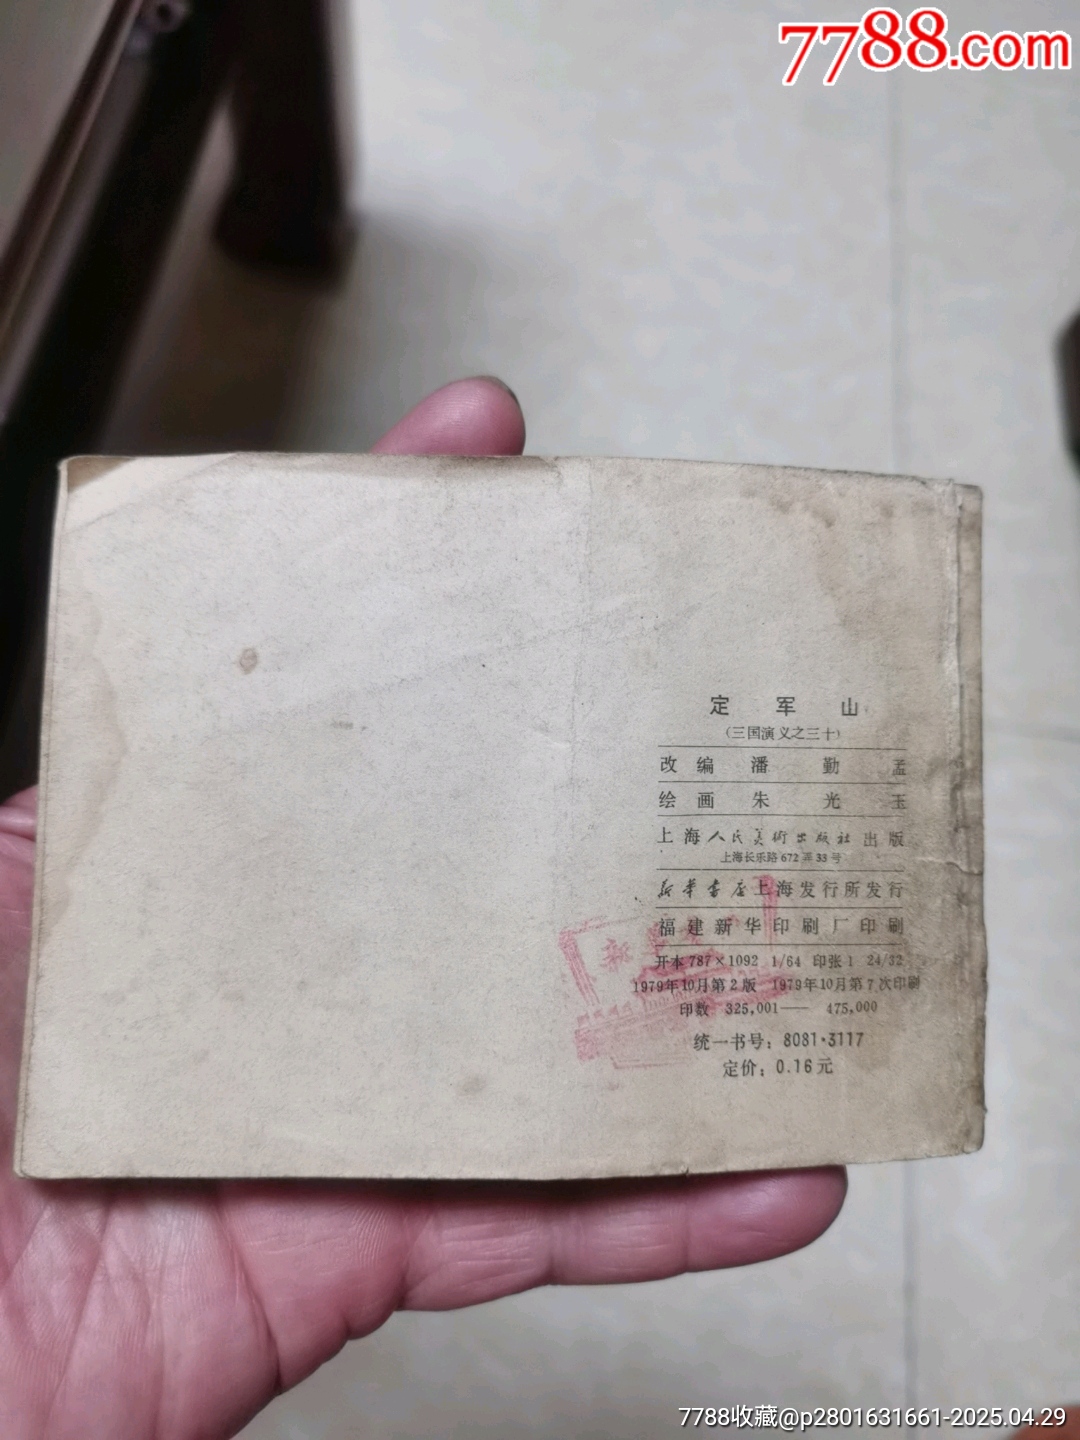 7788.com
定军山
(三国演义之三十)
改编 潘勤孟
绘画 朱光玉
上海人民美術出版社出版
上海长乐路672弄33号
新華書店上海发行所发行
福建新华印刷厂印刷
开本787×1092 1/64 印张1 24/32
1979年10月第2版 1979年10月第7次印刷
印数 325,001—— 475,000
统一书号：8081·3117
定价：0.16元
7788收藏@p2801631661-2025.04.29